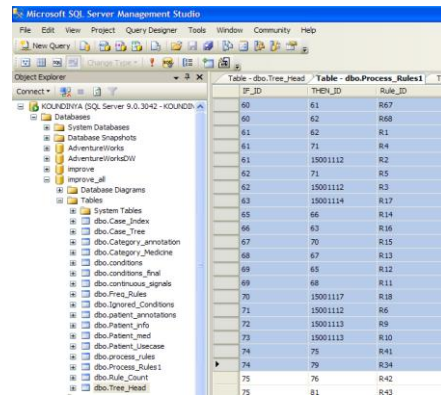 Microsoft SQL Server Management Studio
File Edit View Project Query Designer Tools Window Community Help
New Query
Change Type
Object Explorer
Connect
KOUNDINYA (SQL Server 9.0.3042 - KOUNDIN
Databases
System Databases
Database Snapshots
AdventureWorks
AdventureWorksDW
improve
improve_all
Database Diagrams
Tables
System Tables
dbo.Case_Index
dbo.Case_Tree
dbo.Category_annotation
dbo.Category_Medicine
dbo.conditions
dbo.conditions_final
dbo.continuous_signals
dbo.Freq_Rules
dbo.Ignored_Conditions
dbo.patient_annotations
dbo.Patient_info
dbo.Patient_med
dbo.Patient_Usecase
dbo.process_rules
dbo.Process_Rules1
dbo.Rule_Count
dbo.Tree_Head
Table - dbo.Tree_Head Table - dbo.Process_Rules1 T
IF_ID THEN_ID Rule_ID
60 61 R67
60 62 R68
61 62 R1
61 71 R4
61 15001112 R2
62 71 R5
62 15001112 R3
63 15001114 R17
65 66 R14
66 63 R16
67 70 R15
68 67 R13
69 65 R12
69 68 R11
70 15001117 R18
71 15001112 R6
72 15001113 R9
73 15001113 R10
74 75 R41
74 79 R34
75 76 R42
75 81 R43